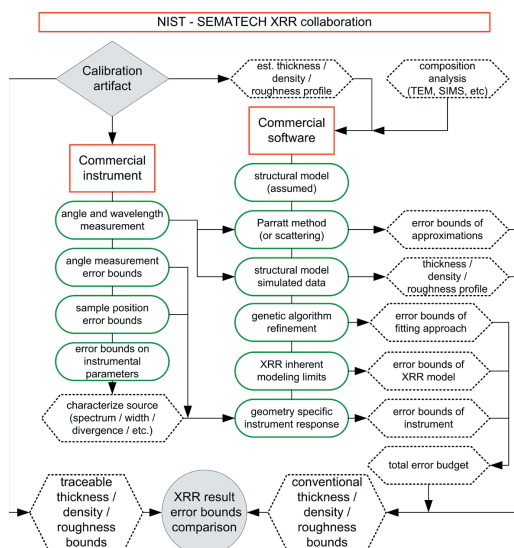 NIST - SEMATECH XRR collaboration
Calibration
artifact
est. thickness /
density /
roughness profile
composition
analysis
(TEM, SIMS, etc)
Commercial
instrument
Commercial
software
structural model
(assumed)
angle and wavelength
measurement
Parratt method
(or scattering)
error bounds of
approximations
angle measurement
error bounds
structural model
simulated data
thickness /
density /
roughness profile
sample position
error bounds
genetic algorithm
refinement
error bounds of
fitting approach
error bounds on
instrumental
parameters
XRR inherent
modeling limits
error bounds of
XRR model
characterize source
(spectrum / width /
divergence / etc.)
geometry specific
instrument response
error bounds of
instrument
total error budget
traceable
thickness /
density /
roughness
bounds
XRR result
error bounds
comparison
conventional
thickness /
density /
roughness
bounds